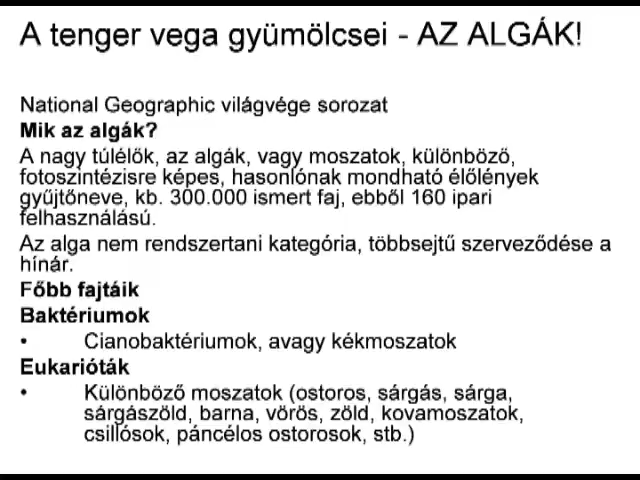 A tenger vega gyümölcsei - AZ ALGÁK!
National Geographic világvége sorozat
Mik az algák?
A nagy túlélők, az algák, vagy moszatok, különböző,
fotoszintézisre képes, hasonlónak mondható élőlények
gyűjtőneve, kb. 300.000 ismert faj, ebből 160 ipari
felhasználású.
Az alga nem rendszertani kategória, többsejtű szerveződése a
hínár.
Főbb fajtáik
Baktériumok
• Cianobaktériumok, avagy kékmoszatok
Eukarióták
• Különböző moszatok (ostoros, sárgás, sárga,
sárgászöld, barna, vörös, zöld, kovamoszatok,
csillósok, páncélos ostorosok, stb.)